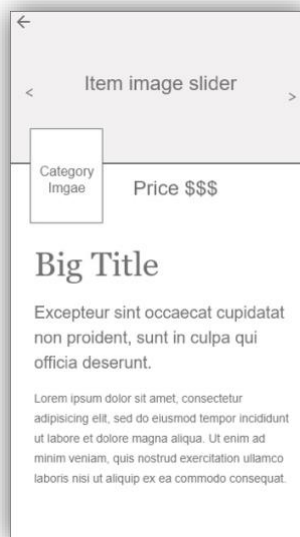 Item image slider
< >
Category
Imgae
Price $$$
Big Title
Excepteur sint occaecat cupidatat
non proident, sunt in culpa qui
officia deserunt.
Lorem ipsum dolor sit amet, consectetur
adipisicing elit, sed do eiusmod tempor incididunt
ut labore et dolore magna aliqua. Ut enim ad
minim veniam, quis nostrud exercitation ullamco
laboris nisi ut aliquip ex ea commodo consequat.